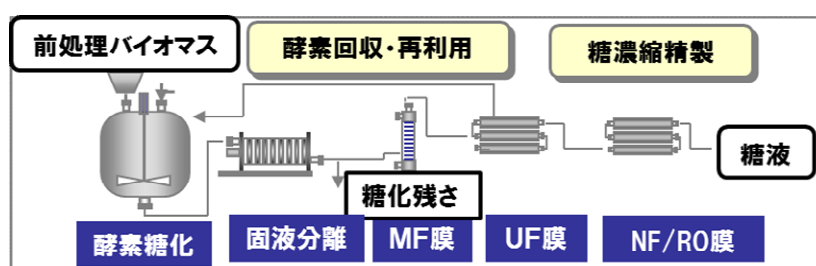 前処理バイオマス
酵素回収・再利用
糖濃縮精製
糖液
糖化残さ
酵素糖化
固液分離
MF膜
UF膜
NF/RO膜